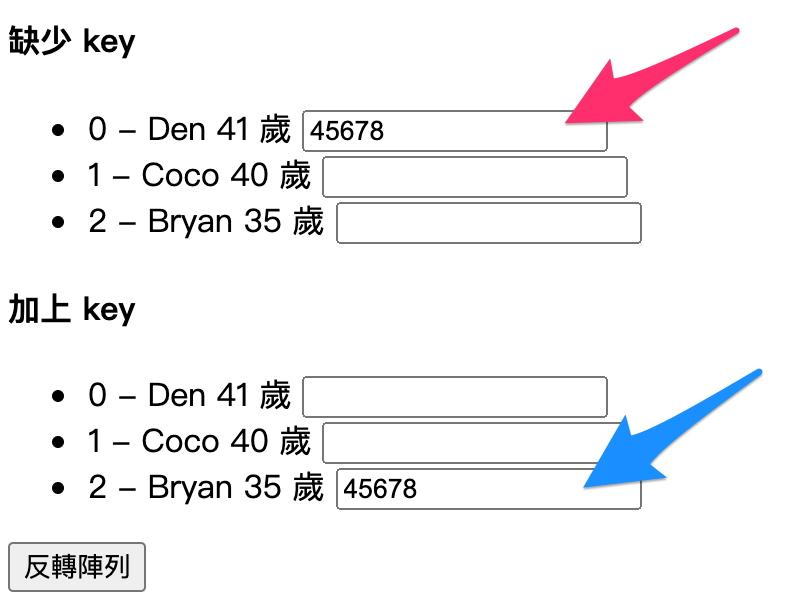 缺少 key
0 – Den 41 歲 45678
1 – Coco 40 歲
2 – Bryan 35 歲
加上 key
0 – Den 41 歲
1 – Coco 40 歲
2 – Bryan 35 歲 45678
反轉陣列